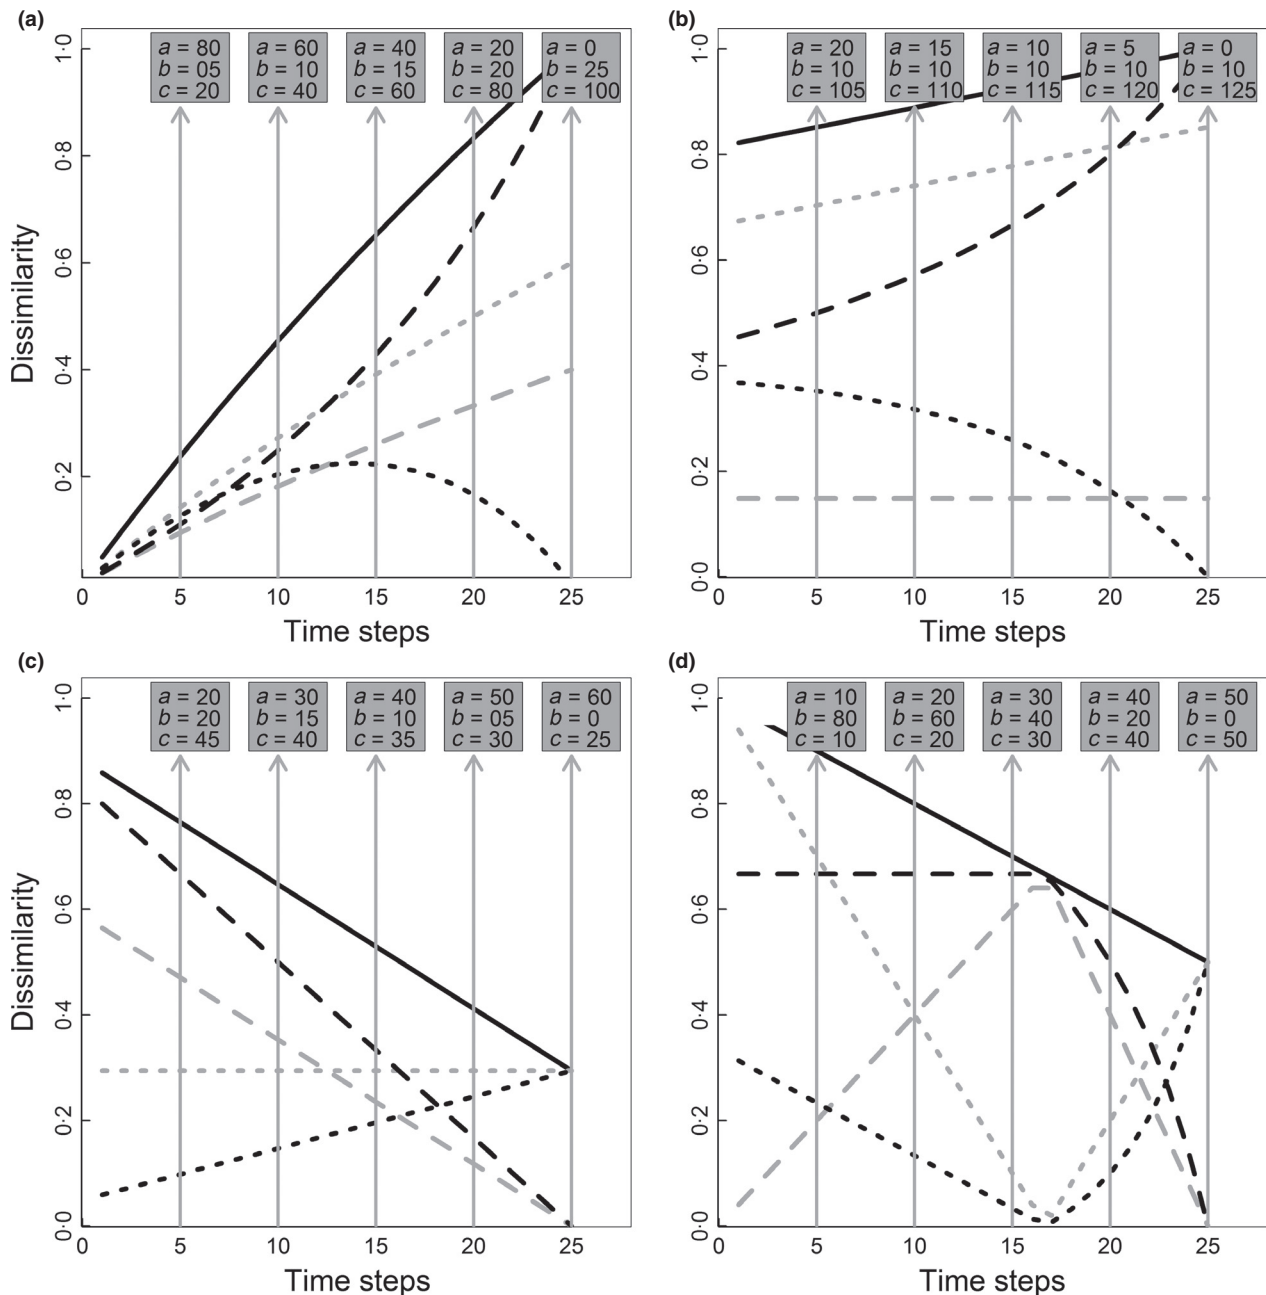 (a)
a = 80
b = 05
c = 20
a = 60
b = 10
c = 40
a = 40
b = 15
c = 60
a = 20
b = 20
c = 80
a = 0
b = 25
c = 100
Dissimilarity
1·0
0·8
0·6
0·4
0·2
0 5 10 15 20 25
Time steps
(b)
a = 20
b = 10
c = 105
a = 15
b = 10
c = 110
a = 10
b = 10
c = 115
a = 5
b = 10
c = 120
a = 0
b = 10
c = 125
1·0
0·8
0·6
0·4
0·2
0·0
0 5 10 15 20 25
Time steps
(c)
a = 20
b = 20
c = 45
a = 30
b = 15
c = 40
a = 40
b = 10
c = 35
a = 50
b = 05
c = 30
a = 60
b = 0
c = 25
Dissimilarity
1·0
0·8
0·6
0·4
0·2
0·0
0 5 10 15 20 25
Time steps
(d)
a = 10
b = 80
c = 10
a = 20
b = 60
c = 20
a = 30
b = 40
c = 30
a = 40
b = 20
c = 40
a = 50
b = 0
c = 50
1·0
0·8
0·6
0·4
0·2
0·0
0 5 10 15 20 25
Time steps